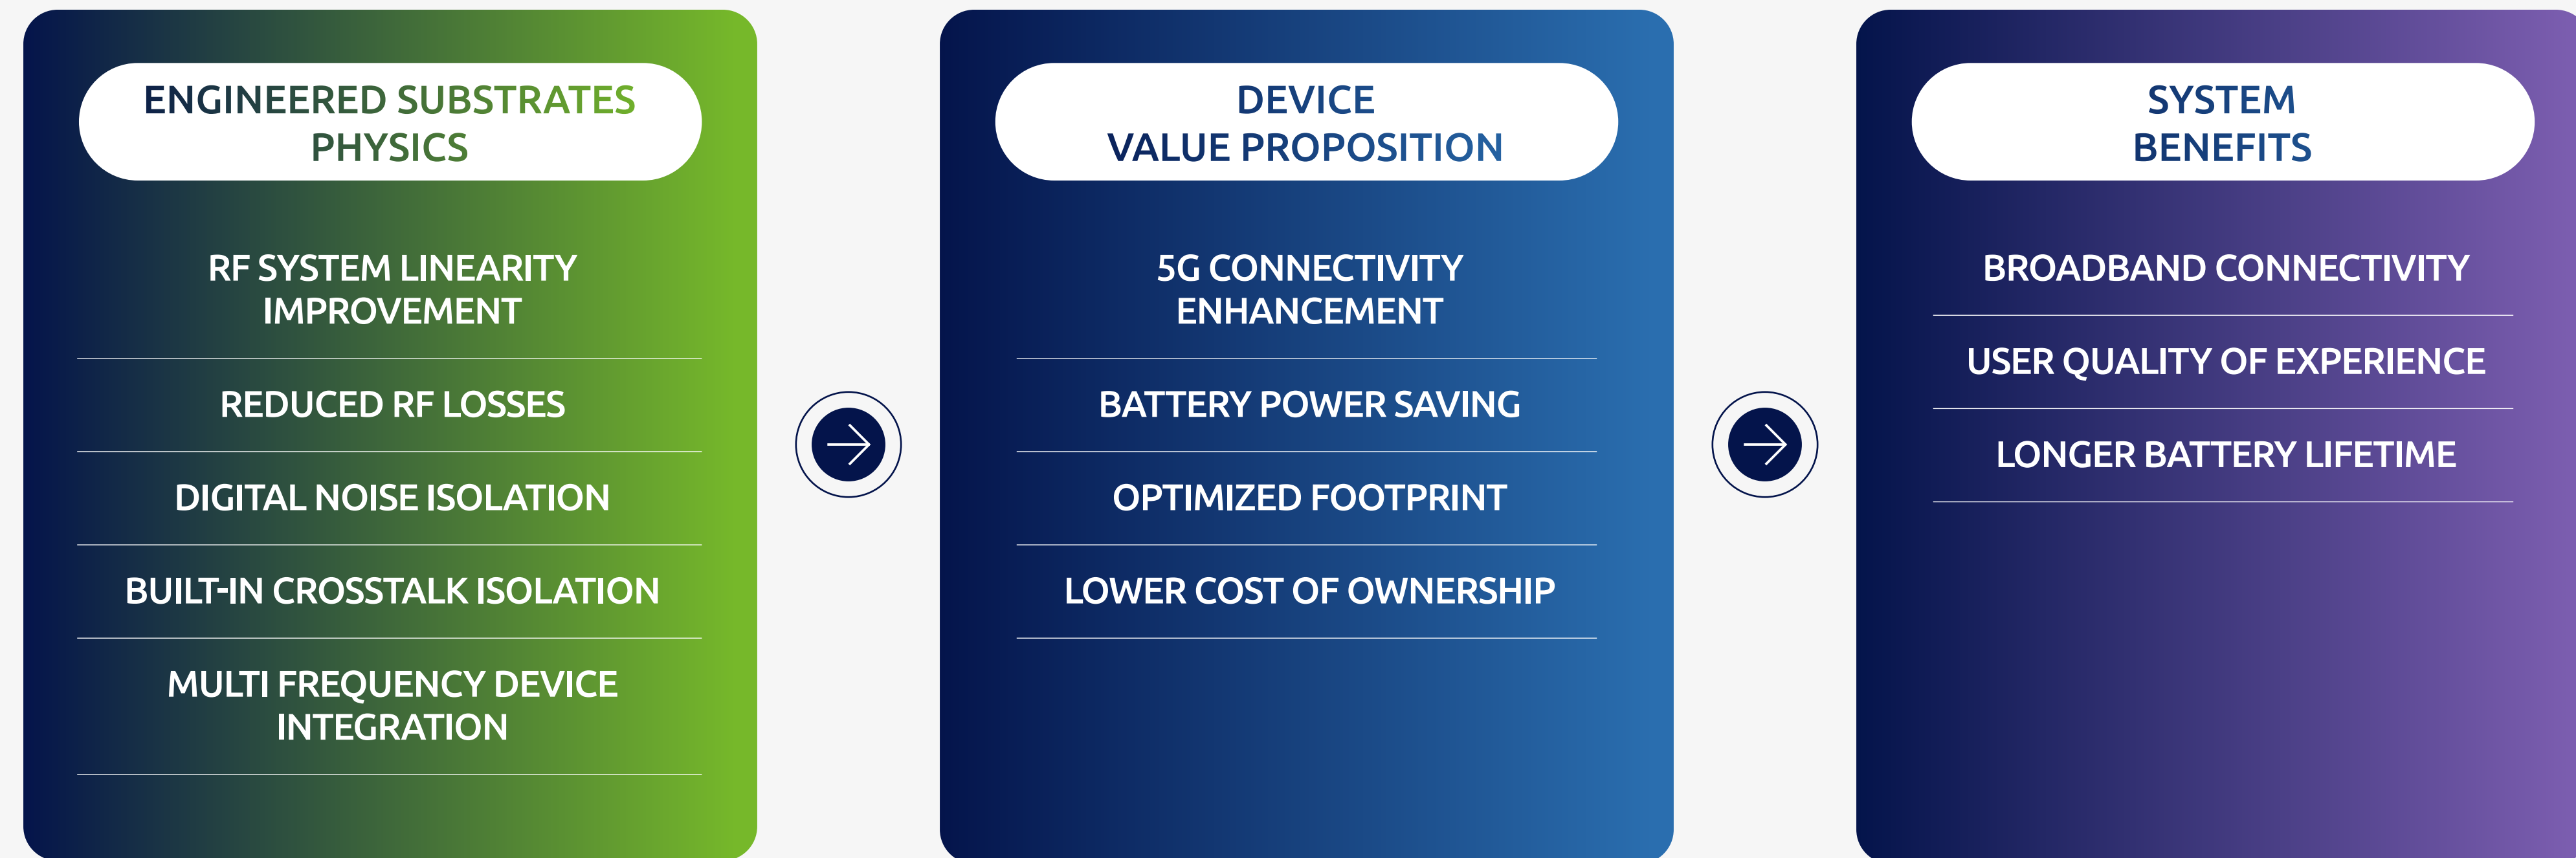 ENGINEERED SUBSTRATES
PHYSICS
RF SYSTEM LINEARITY
IMPROVEMENT
REDUCED RF LOSSES
DIGITAL NOISE ISOLATION
BUILT-IN CROSSTALK ISOLATION
MULTI FREQUENCY DEVICE
INTEGRATION
DEVICE
VALUE PROPOSITION
5G CONNECTIVITY
ENHANCEMENT
BATTERY POWER SAVING
OPTIMIZED FOOTPRINT
LOWER COST OF OWNERSHIP
SYSTEM
BENEFITS
BROADBAND CONNECTIVITY
USER QUALITY OF EXPERIENCE
LONGER BATTERY LIFETIME